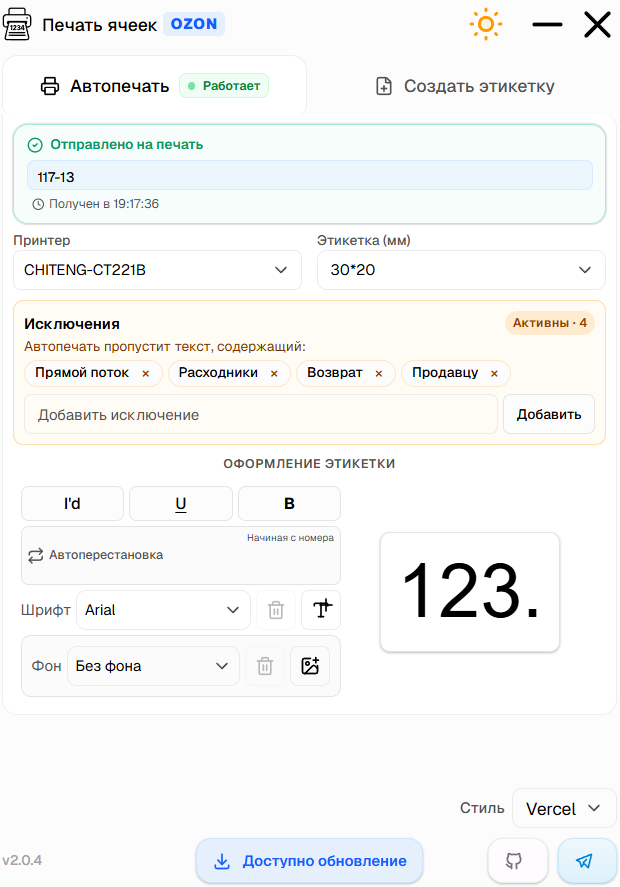 1234
Печать ячеек OZON
Автопечать Работает
Создать этикетку
Отправлено на печать
117-13
Получен в 19:17:36
Принтер
Этикетка (мм)
CHITENG-CT221B
30*20
Исключения
Активны · 4
Автопечать пропустит текст, содержащий:
Прямой поток × Расходники × Возврат × Продавцу ×
Добавить исключение
Добавить
ОФОРМЛЕНИЕ ЭТИКЕТКИ
I'd U B
Начиная с номера
Автоперестановка
123.
Шрифт Arial
Фон Без фона
Стиль Vercel
v2.0.4
Доступно обновление